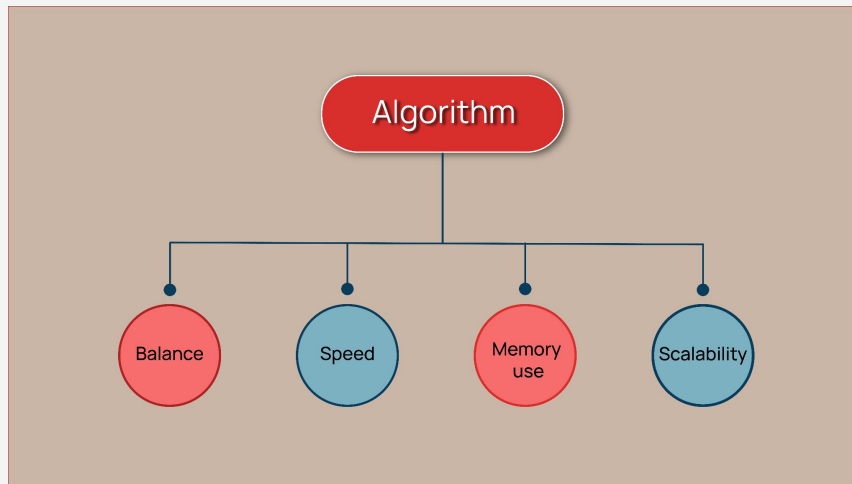 Algorithm
Balance
Speed
Memory
use
Scalability